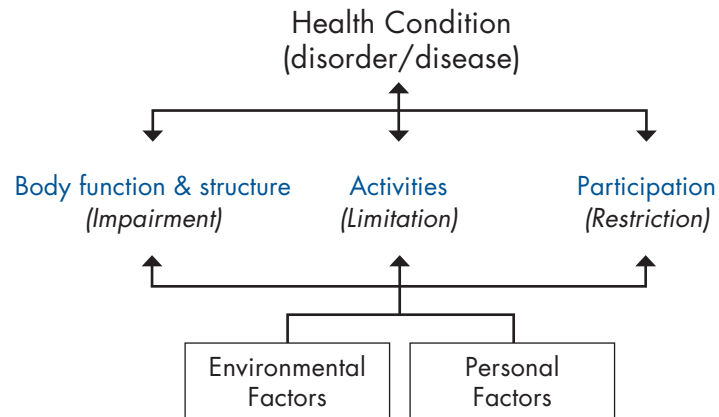 Health Condition
(disorder/disease)
Body function & structure
(Impairment)
Activities
(Limitation)
Participation
(Restriction)
Environmental
Factors
Personal
Factors